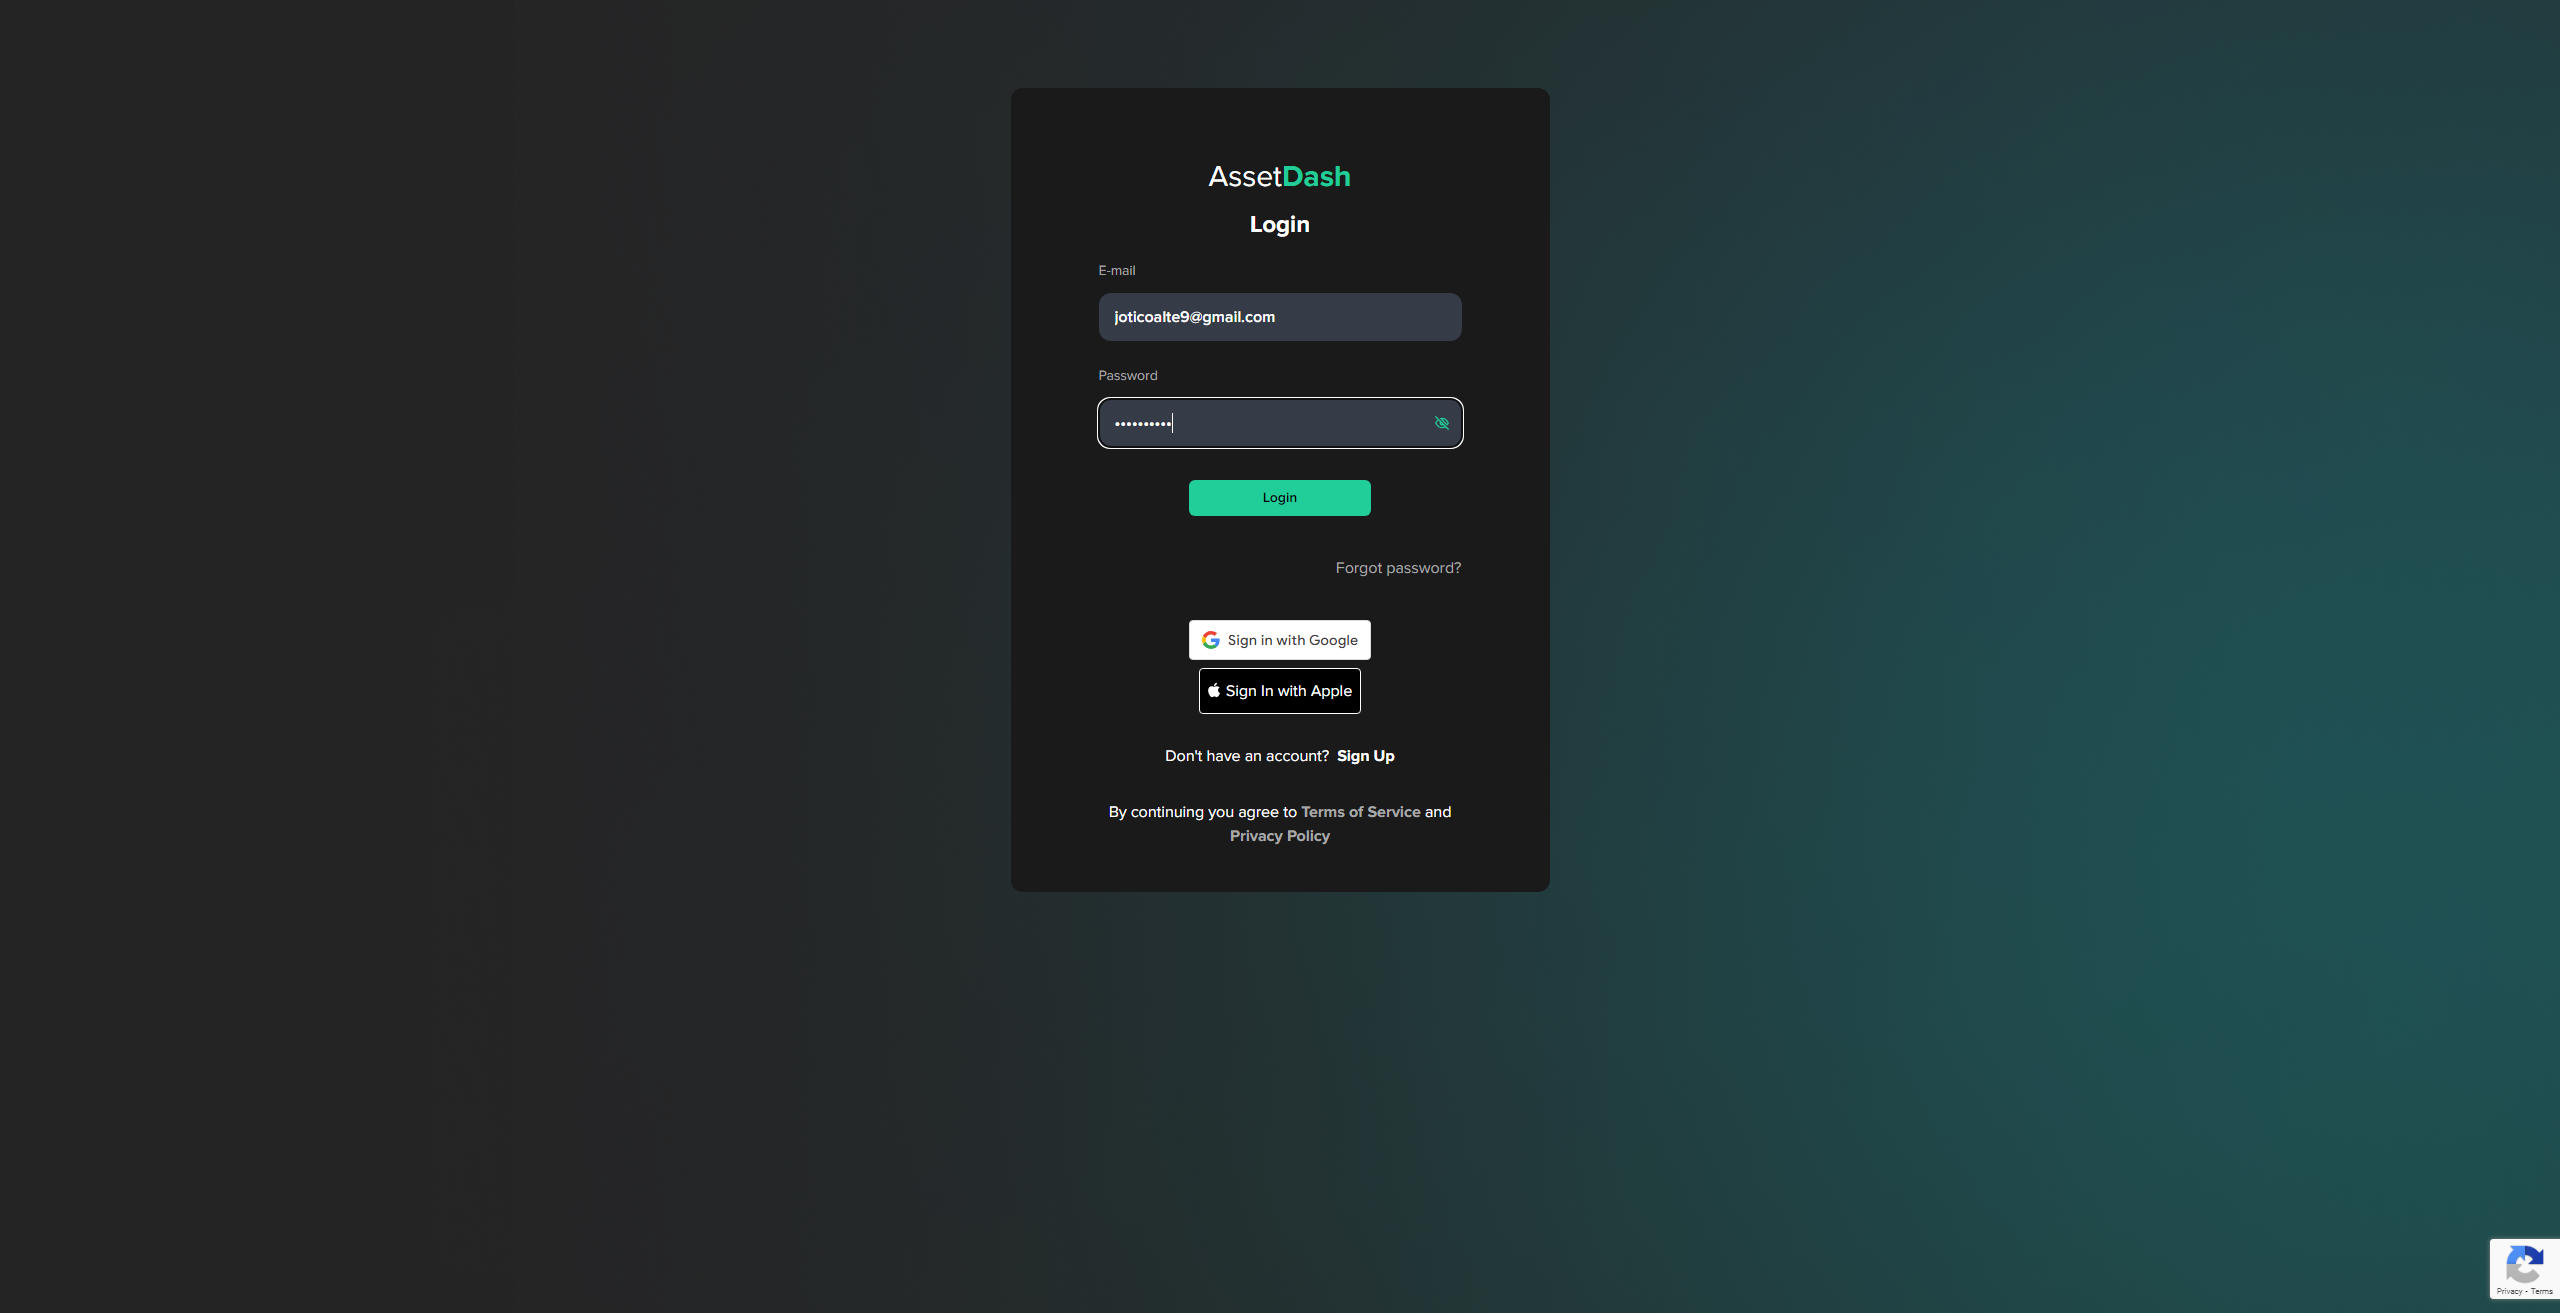 AssetDash
Login
E-mail
joticoalte9@gmail.com
Password
••••••••••
Login
Forgot password?
Sign in with Google
Sign In with Apple
Don't have an account? Sign Up
By continuing you agree to Terms of Service and
Privacy Policy
Privacy - Terms